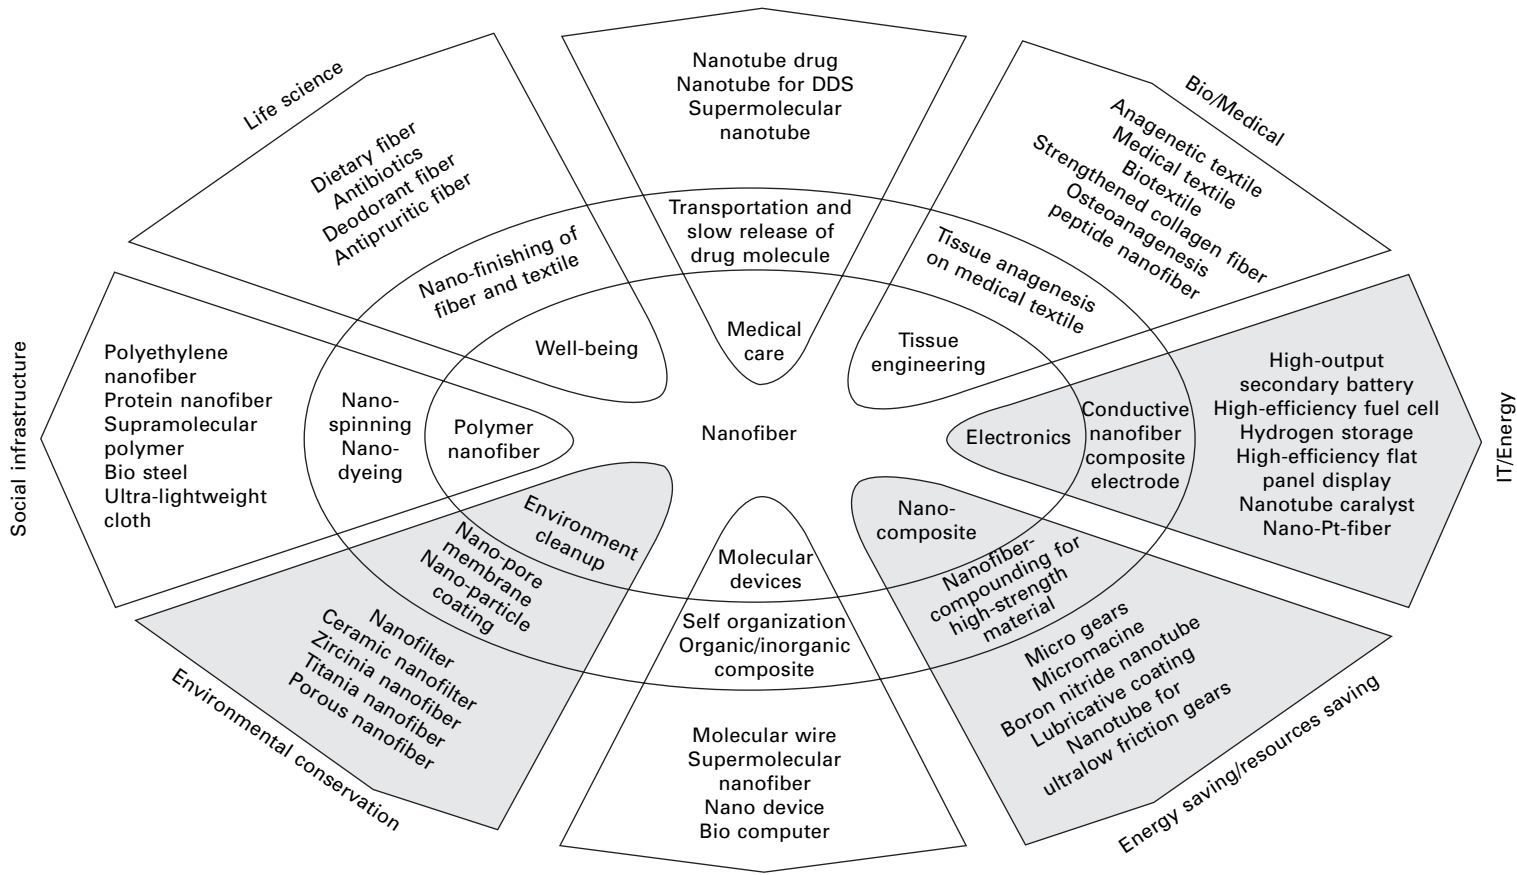 Life science
Dietary fiber
Antibiotics
Deodorant fiber
Antipruritic fiber
Nano-finishing of
fiber and textile
Well-being
Nanotube drug
Nanotube for DDS
Supermolecular
nanotube
Transportation and
slow release of
drug molecule
Medical
care
Bio/Medical
Anagenetic textile
Medical textile
Biotextile
Strengthened collagen fiber
Osteoanagenesis
peptide nanofiber
Tissue anagenesis
on medical textile
Tissue
engineering
Social infrastructure
Polyethylene
nanofiber
Protein nanofiber
Supramolecular
polymer
Bio steel
Ultra-lightweight
cloth
Nano-
spinning
Nano-
dyeing
Polymer
nanofiber
Nanofiber
Electronics
Conductive
nanofiber
composite
electrode
High-output
secondary battery
High-efficiency fuel cell
Hydrogen storage
High-efficiency flat
panel display
Nanotube caralyst
Nano-Pt-fiber
IT/Energy
Environment
cleanup
Nano-pore
membrane
Nano-particle
coating
Nanofilter
Ceramic nanofilter
Zircinia nanofiber
Titania nanofiber
Porous nanofiber
Environmental conservation
Molecular
devices
Self organization
Organic/inorganic
composite
Molecular wire
Supermolecular
nanofiber
Nano device
Bio computer
Nano-
composite
Nanofiber-
compounding for
high-strength
material
Micro gears
Micromacine
Boron nitride nanotube
Lubricative coating
Nanotube for
ultralow friction gears
Energy saving/resources saving